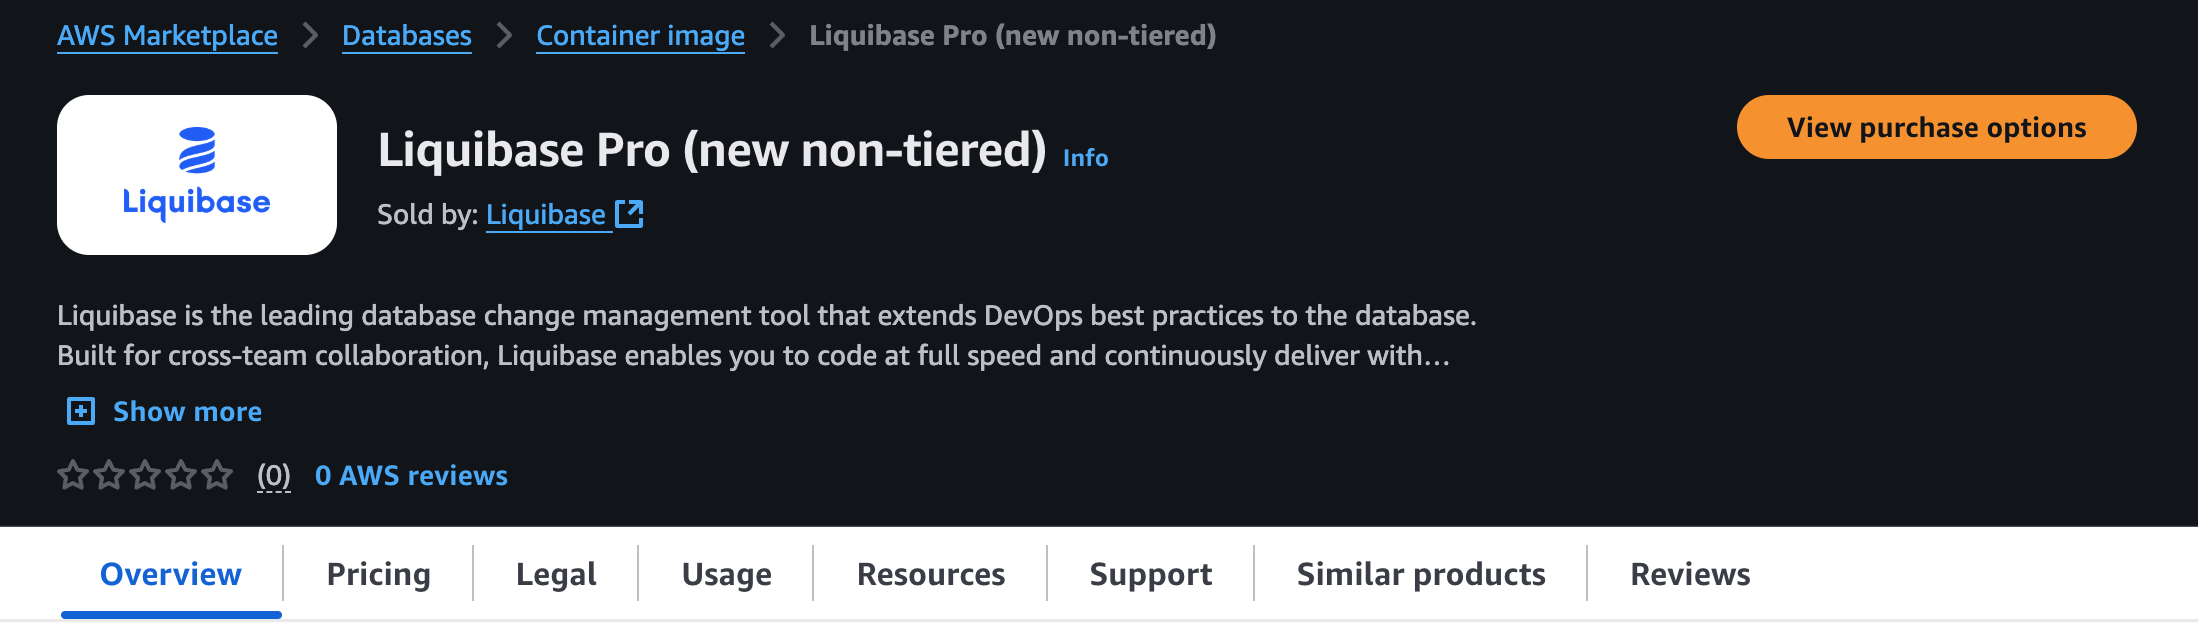 AWS Marketplace > Databases > Container image > Liquibase Pro (new non-tiered)
Liquibase
Liquibase Pro (new non-tiered) Info
View purchase options
Sold by: Liquibase
Liquibase is the leading database change management tool that extends DevOps best practices to the database.
Built for cross-team collaboration, Liquibase enables you to code at full speed and continuously deliver with...
Show more
(0) 0 AWS reviews
Overview Pricing Legal Usage Resources Support Similar products Reviews